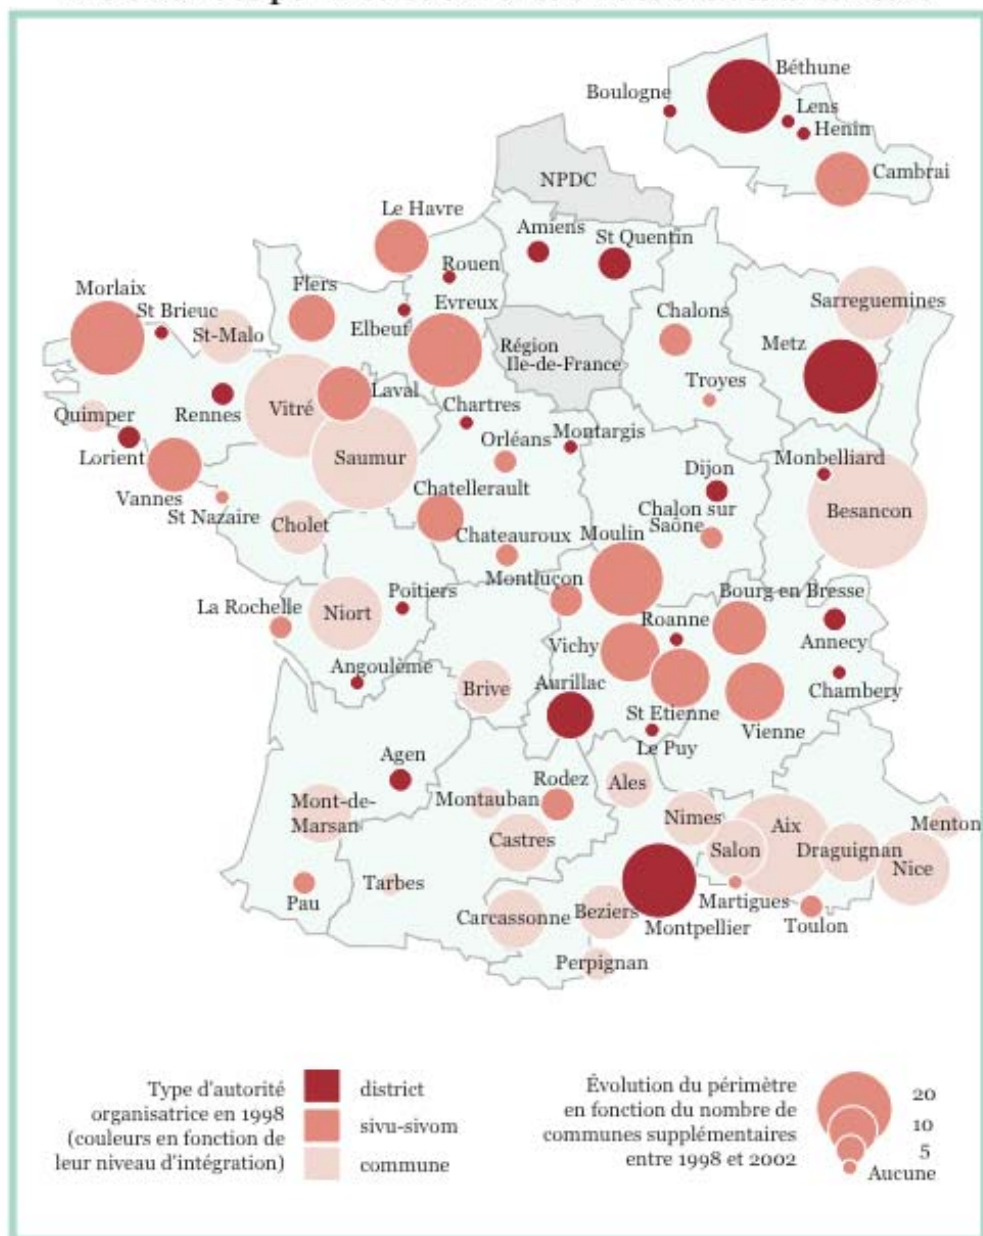 Béthune
Boulogne
Lens
Henin
Cambrai
NPDC
Le Havre
Amiens
St Quentin
Rouen
Morlaix
St Brieuc
St-Malo
Flers
Elbeuf
Evreux
Région
Ile-de-France
Chalons
Sarreguemines
Metz
Troyes
Quimper
Rennes
Vitré
Laval
Chartres
Lorient
Saumur
Orléans
Montargis
Monbelliard
Dijon
Vannes
St Nazaire
Chatellerault
Chalon sur
Saône
Besancon
Cholet
Chateauroux
Moulin
Montluçon
Bourg en Bresse
La Rochelle
Niort
Poitiers
Roanne
Vichy
Annecy
Angoulème
Brive
Aurillac
Chambery
St Etienne
Vienne
Le Puy
Agen
Rodez
Ales
Mont-de-
Marsan
Montauban
Nimes
Aix
Menton
Castres
Salon
Draguignan
Nice
Pau
Tarbes
Martigues
Carcassonne
Beziers
Montpellier
Toulon
Perpignan
Type d'autorité
organisatrice en 1998
(couleurs en fonction de
leur niveau d'intégration)
district
sivu-sivom
commune
Évolution du périmètre
en fonction du nombre de
communes supplémentaires
entre 1998 et 2002
20
10
5
Aucune